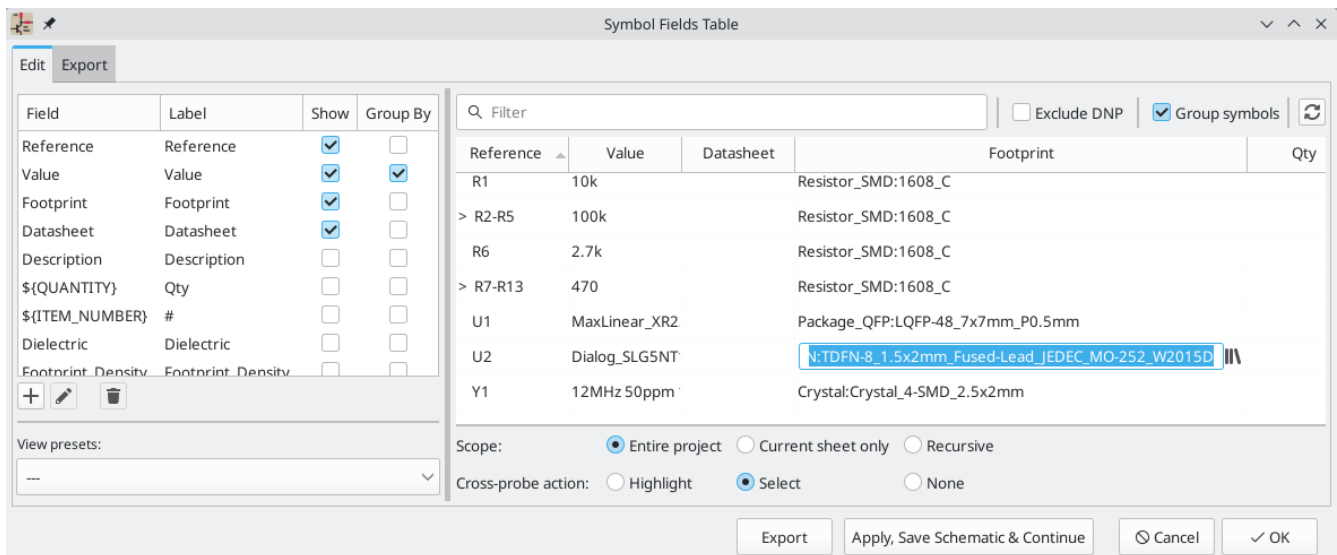 Symbol Fields Table
Edit Export
Field Label Show Group By
Reference Reference
Value Value
Footprint Footprint
Datasheet Datasheet
Description Description
${QUANTITY} Qty
${ITEM_NUMBER} #
Dielectric Dielectric
Footprint Density Footprint Density
View presets:
---
Filter Exclude DNP Group symbols
Reference Value Datasheet Footprint Qty
R1 10k Resistor_SMD:1608_C
> R2-R5 100k Resistor_SMD:1608_C
R6 2.7k Resistor_SMD:1608_C
> R7-R13 470 Resistor_SMD:1608_C
U1 MaxLinear_XR2 Package_QFP:LQFP-48_7x7mm_P0.5mm
U2 Dialog_SLG5NT N:TDFN-8_1.5x2mm_Fused-Lead_JEDEC_MO-252_W2015D
Y1 12MHz 50ppm Crystal:Crystal_4-SMD_2.5x2mm
Scope: Entire project Current sheet only Recursive
Cross-probe action: Highlight Select None
Export Apply, Save Schematic & Continue Cancel OK